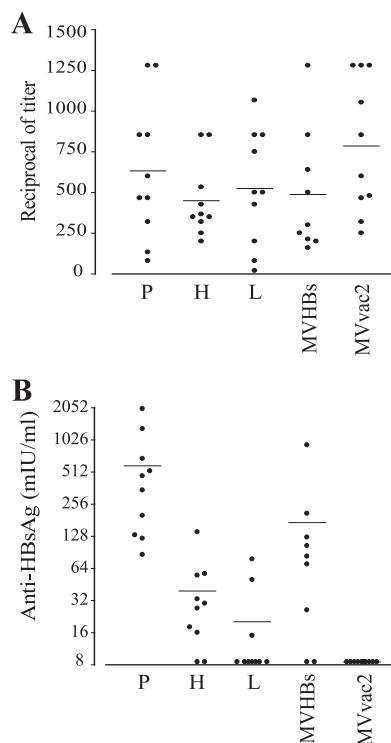 A
Reciprocal of titer
1500
1250
1000
750
500
250
0
P H L MVHBs MVvac2
B
Anti-HBsAg (mIU/ml)
2052
1026
512
256
128
64
32
16
8
P H L MVHBs MVvac2